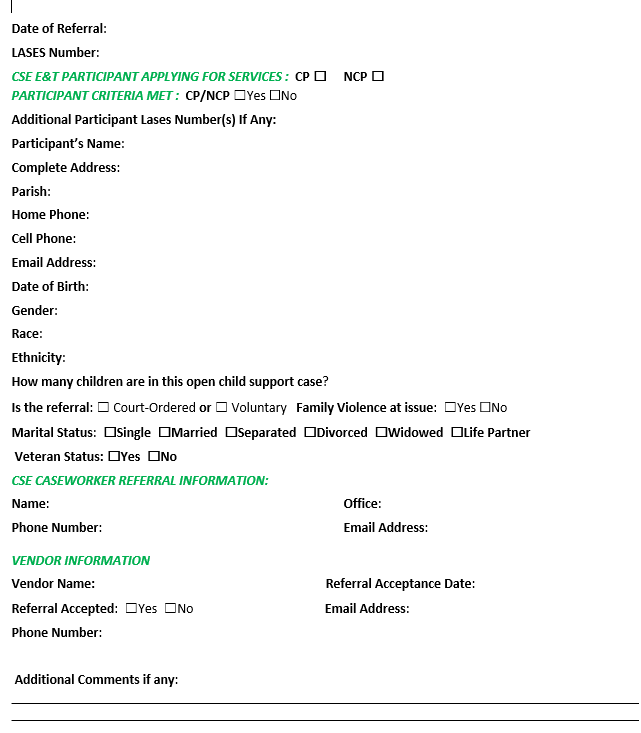 Date of Referral:
LASES Number:
CSE E&T PARTICIPANT APPLYING FOR SERVICES : CP ☐ NCP ☐
PARTICIPANT CRITERIA MET : CP/NCP ☐Yes ☐No
Additional Participant Lases Number(s) If Any:
Participant's Name:
Complete Address:
Parish:
Home Phone:
Cell Phone:
Email Address:
Date of Birth:
Gender:
Race:
Ethnicity:
How many children are in this open child support case?
Is the referral: ☐ Court-Ordered or ☐ Voluntary Family Violence at issue: ☐Yes ☐No
Marital Status: ☐Single ☐Married ☐Separated ☐Divorced ☐Widowed ☐Life Partner
Veteran Status: ☐Yes ☐No
CSE CASEWORKER REFERRAL INFORMATION:
Name: Office:
Phone Number: Email Address:
VENDOR INFORMATION
Vendor Name: Referral Acceptance Date:
Referral Accepted: ☐Yes ☐No Email Address:
Phone Number:
Additional Comments if any: